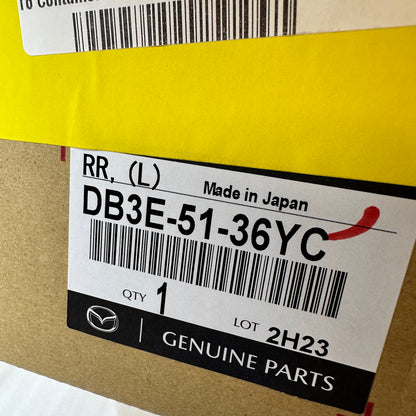 RR, (L)
Made in Japan
DB3E-51-36YC
QTY 1
LOT 2H23
GENUINE PARTS